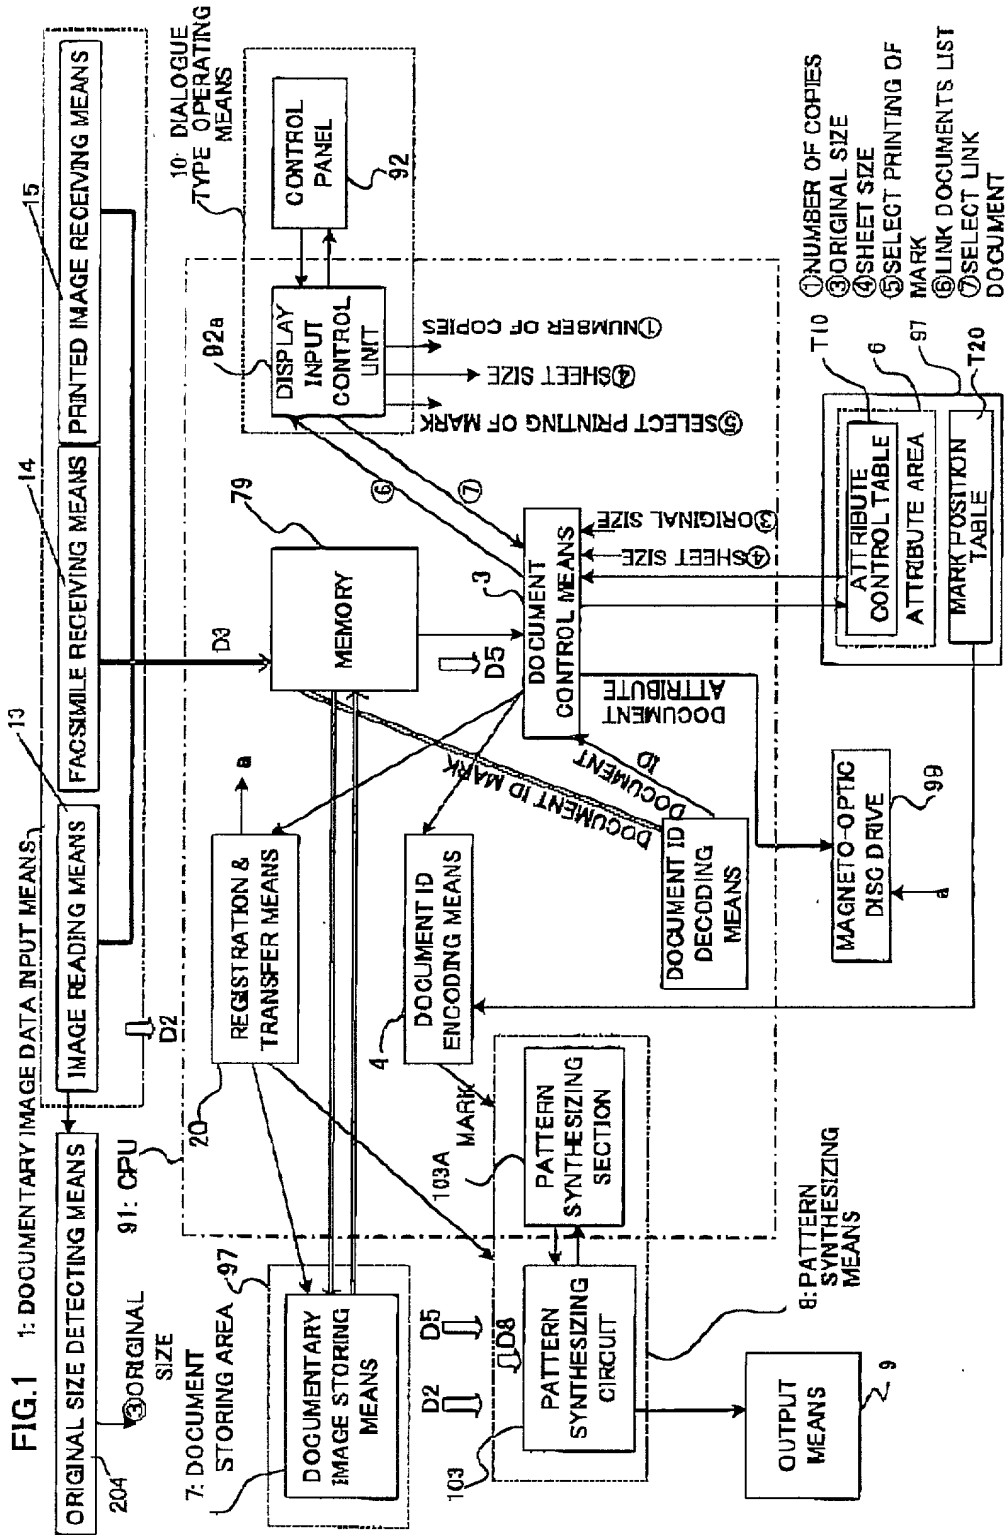 FIG.1
1: DOCUMENTARY IMAGE DATA INPUT MEANS
ORIGINAL SIZE DETECTING MEANS
204
③ORIGINAL
SIZE
IMAGE READING MEANS
13
FACSIMILE RECEIVING MEANS
14
PRINTED IMAGE RECEIVING MEANS
15
D2
D3
91: CPU
10: DIALOGUE
TYPE OPERATING
MEANS
CONTROL
PANEL
92
92a
DISPLAY
INPUT
CONTROL
UNIT
①NUMBER OF COPIES
④SHEET SIZE
⑤SELECT PRINTING OF MARK
79
MEMORY
D5
⑥
⑦
20
REGISTRATION &
TRANSFER MEANS
a
7: DOCUMENT
STORING AREA
97
DOCUMENTARY
IMAGE STORING
MEANS
3
DOCUMENT
CONTROL MEANS
③ORIGINAL SIZE
④SHEET SIZE
DOCUMENT
ATTRIBUTE
DOCUMENT
ID
DOCUMENT ID MARK
4
DOCUMENT ID
ENCODING MEANS
DOCUMENT ID
DECODING
MEANS
MARK
103A
PATTERN
SYNTHESIZING
SECTION
D2
D5
D8
103
PATTERN
SYNTHESIZING
CIRCUIT
8: PATTERN
SYNTHESIZING
MEANS
OUTPUT
MEANS
9
MAGNETO-OPTIC
DISC DRIVE
99
a
ATTRIBUTE
CONTROL TABLE
ATTRIBUTE AREA
MARK POSITION
TABLE
T10
6
97
T20
①NUMBER OF COPIES
③ORIGINAL SIZE
④SHEET SIZE
⑤SELECT PRINTING OF
MARK
⑥LINK DOCUMENTS LIST
⑦SELECT LINK
DOCUMENT